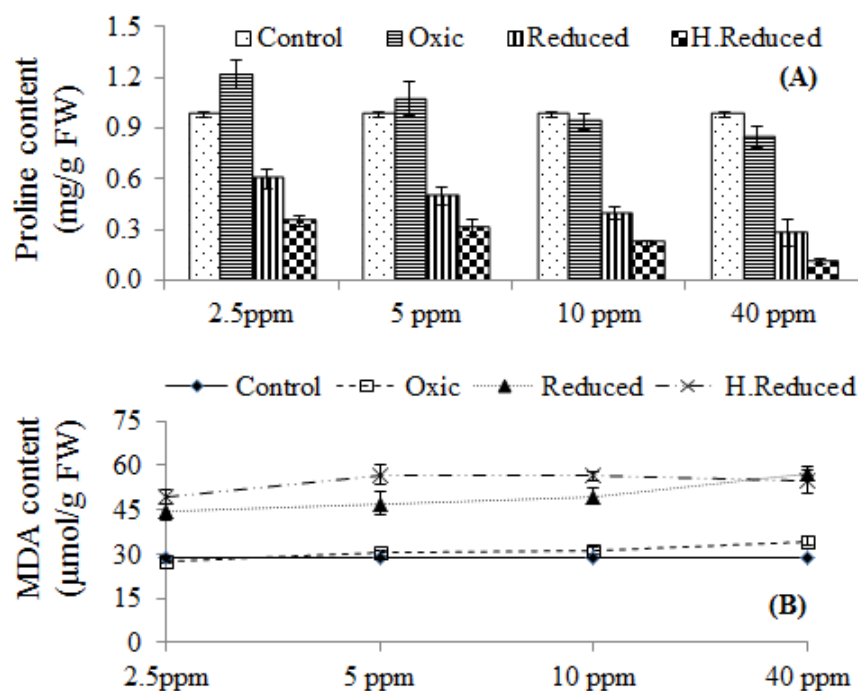 1.5
Control Oxic Reduced H.Reduced
1.2
(A)
0.9
0.6
0.3
0.0
Proline content
(mg/g FW)
2.5ppm 5 ppm 10 ppm 40 ppm
Control Oxic Reduced H.Reduced
75
60
45
30
15
0
MDA content
(µmol/g FW)
(B)
2.5ppm 5 ppm 10 ppm 40 ppm